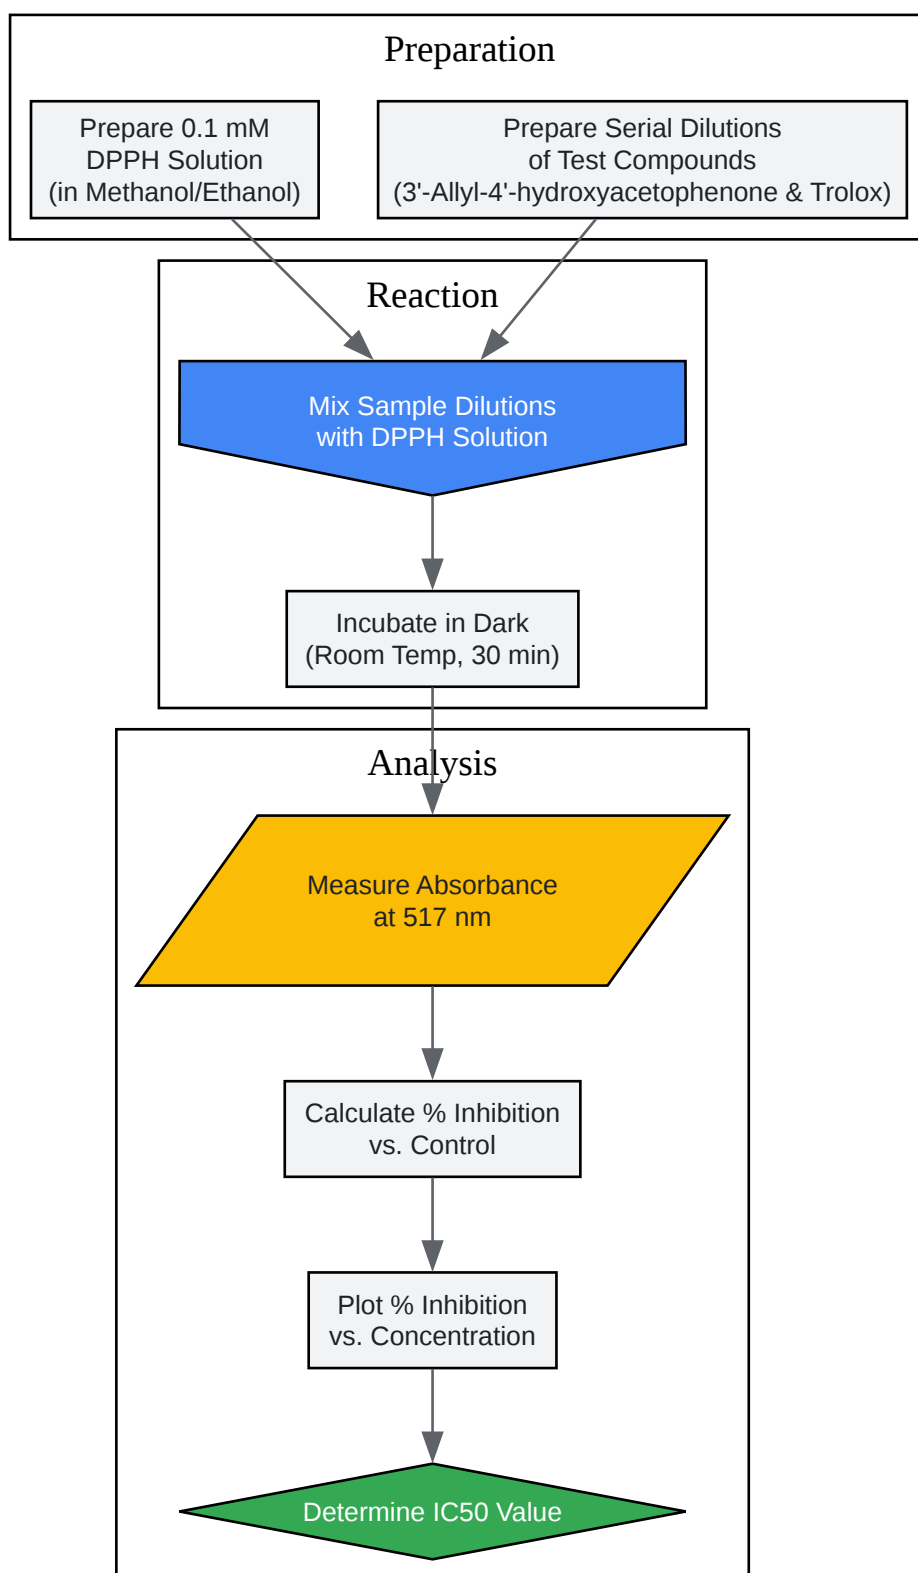 Preparation
Prepare 0.1 mM
DPPH Solution
(in Methanol/Ethanol)
Prepare Serial Dilutions
of Test Compounds
(3'-Allyl-4'-hydroxyacetophenone & Trolox)
Reaction
Mix Sample Dilutions
with DPPH Solution
Incubate in Dark
(Room Temp, 30 min)
Analysis
Measure Absorbance
at 517 nm
Calculate % Inhibition
vs. Control
Plot % Inhibition
vs. Concentration
Determine IC50 Value